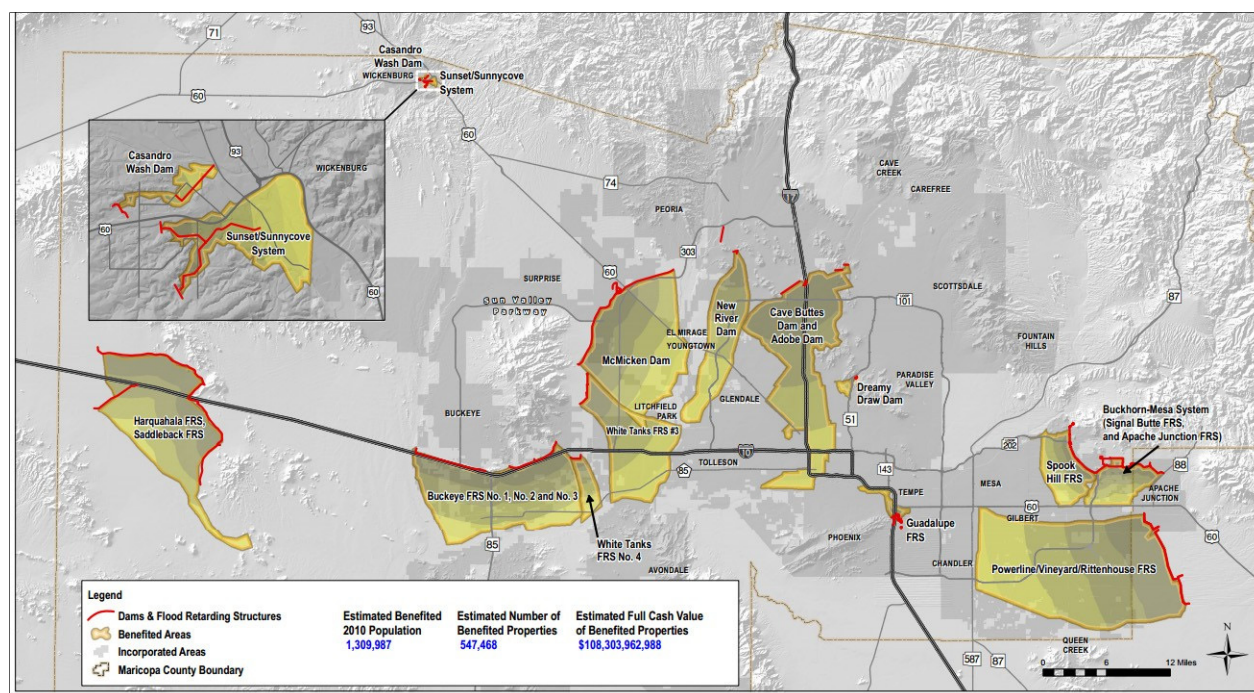 71
93
Casandro
Wash Dam
WICKENBURG
Sunset/Sunnycove
System
60
60
Casandro
Wash Dam
93
WICKENBURG
60
Sunset/Sunnycove
System
60
CAVE
CREEK
CAREFREE
74
17
PEORIA
303
87
SURPRISE
60
Sun Valley
Parkway
SCOTTSDALE
101
New
River
Dam
Cave Buttes
Dam and
Adobe Dam
EL MIRAGE
YOUNGTOWN
FOUNTAIN
HILLS
McMicken Dam
PARADISE
VALLEY
Dreamy
Draw Dam
GLENDALE
LITCHFIELD
PARK
BUCKEYE
51
Harquahala FRS,
Saddleback FRS
White Tanks FRS #3
Buckhorn-Mesa System
(Signal Butte FRS,
and Apache Junction FRS)
10
202
TOLLESON
85
143
88
Spook
Hill FRS
MESA
TEMPE
APACHE
JUNCTION
Buckeye FRS No. 1, No. 2 and No. 3
60
GILBERT
Guadalupe
FRS
60
85
White Tanks
FRS No. 4
PHOENIX
CHANDLER
Powerline/Vineyard/Rittenhouse FRS
AVONDALE
QUEEN
CREEK
587
87
Legend
Dams & Flood Retarding Structures
Benefited Areas
Incorporated Areas
Maricopa County Boundary
Estimated Benefited
2010 Population
1,309,987
Estimated Number of
Benefited Properties
547,468
Estimated Full Cash Value
of Benefited Properties
$108,303,962,988
N
0 6 12 Miles